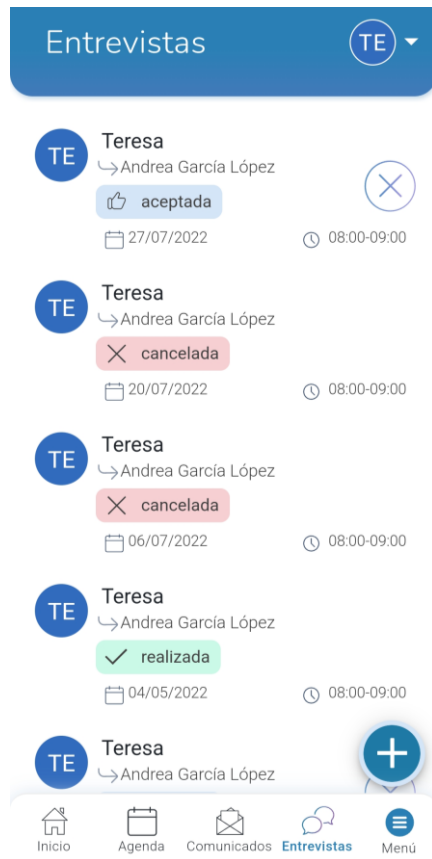 Entrevistas
TE
TE
Teresa
Andrea García López
aceptada
27/07/2022 08:00-09:00
TE
Teresa
Andrea García López
cancelada
20/07/2022 08:00-09:00
TE
Teresa
Andrea García López
cancelada
06/07/2022 08:00-09:00
TE
Teresa
Andrea García López
realizada
04/05/2022 08:00-09:00
TE
Teresa
Andrea García López
Inicio Agenda Comunicados Entrevistas Menú